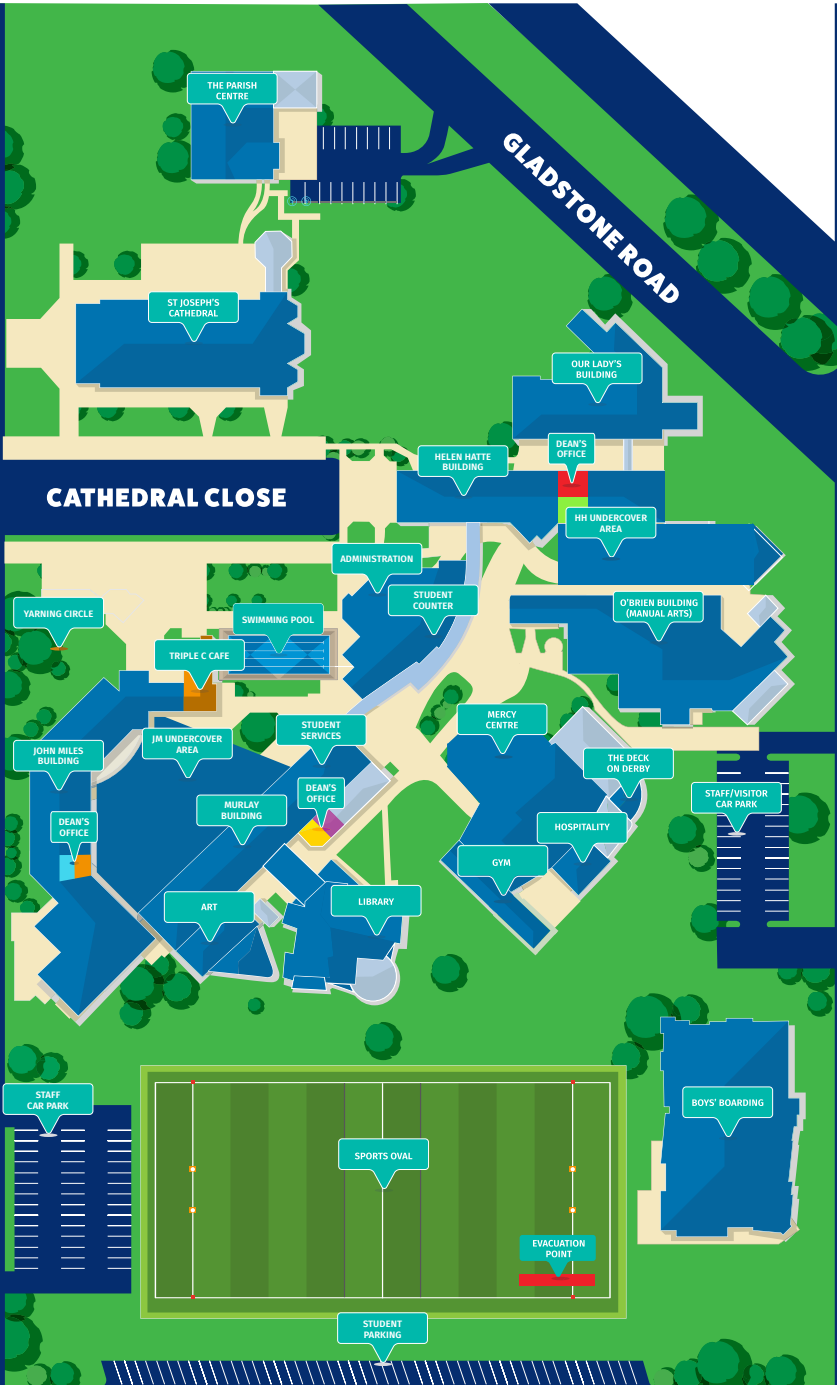 THE PARISH
CENTRE
GLADSTONE ROAD
ST JOSEPH'S
CATHEDRAL
OUR LADY'S
BUILDING
DEAN'S
OFFICE
HELEN HATTE
BUILDING
CATHEDRAL CLOSE
HH UNDERCOVER
AREA
ADMINISTRATION
STUDENT
COUNTER
O'BRIEN BUILDING
(MANUAL ARTS)
YARNING CIRCLE
SWIMMING POOL
TRIPLE C CAFE
MERCY
CENTRE
STUDENT
SERVICES
JM UNDERCOVER
AREA
JOHN MILES
BUILDING
THE DECK
ON DERBY
DEAN'S
OFFICE
STAFF/VISITOR
CAR PARK
MURLAY
BUILDING
DEAN'S
OFFICE
HOSPITALITY
GYM
ART
LIBRARY
STAFF
CAR PARK
BOYS' BOARDING
SPORTS OVAL
EVACUATION
POINT
STUDENT
PARKING